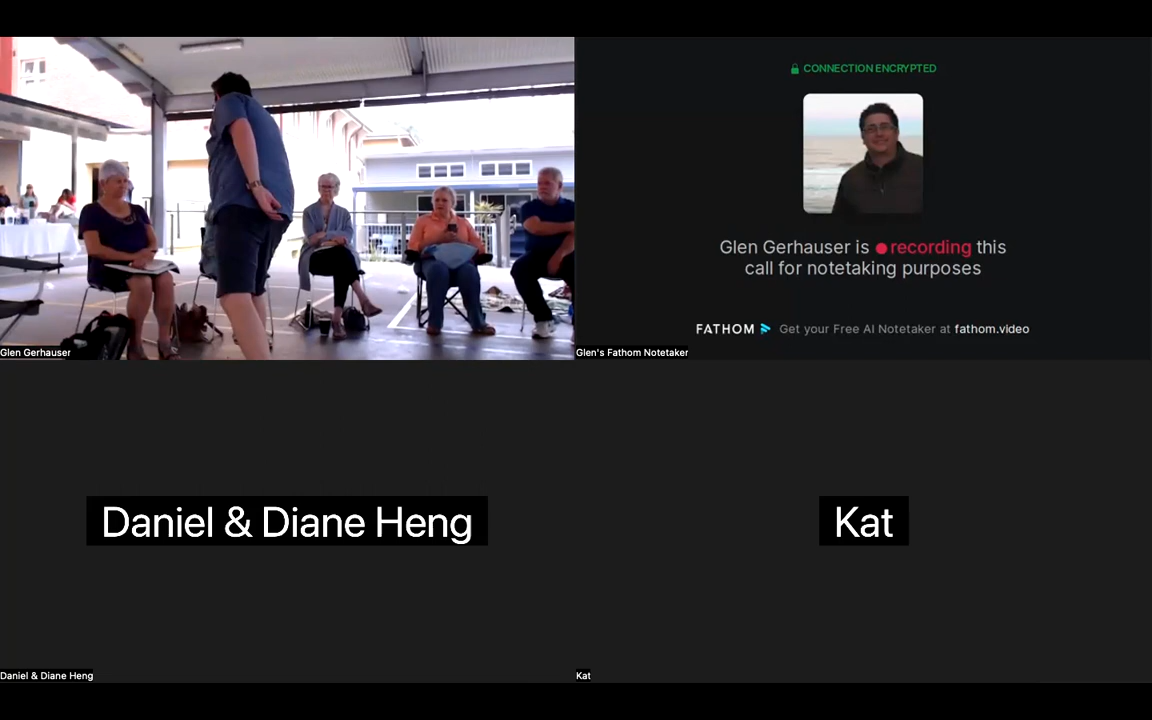 CONNECTION ENCRYPTED
Glen Gerhauser is recording this
call for notetaking purposes
FATHOM Get your Free AI Notetaker at fathom.video
Glen Gerhauser
Glen's Fathom Notetaker
Daniel & Diane Heng
Kat
Daniel & Diane Heng
Kat